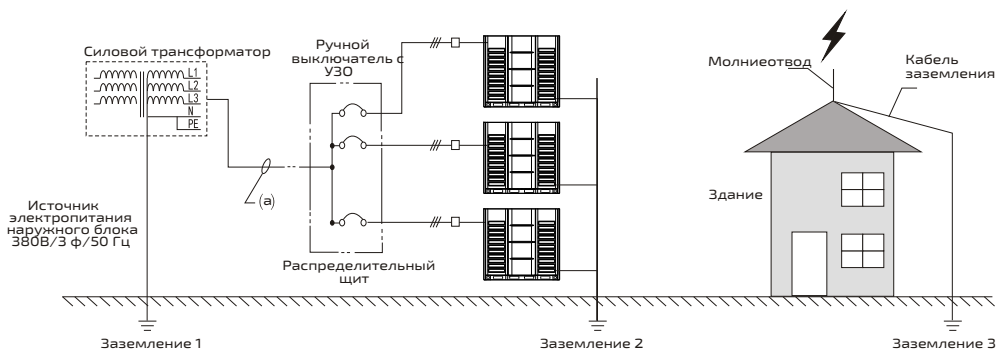 Силовой трансформатор
L1
L2
L3
N
PE
Ручной
выключатель с
УЗО
(a)
Источник
электропитания
наружного блока
380В/3 ф/50 Гц
Распределительный
щит
Молниеотвод
Кабель
заземления
Здание
Заземление 1
Заземление 2
Заземление 3